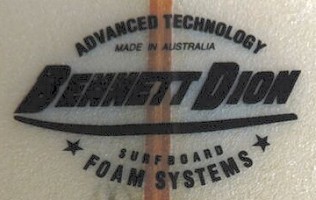 ADVANCED TECHNOLOGY
MADE IN AUSTRALIA
BENNETT DION
SURFBOARD
FOAM SYSTEMS